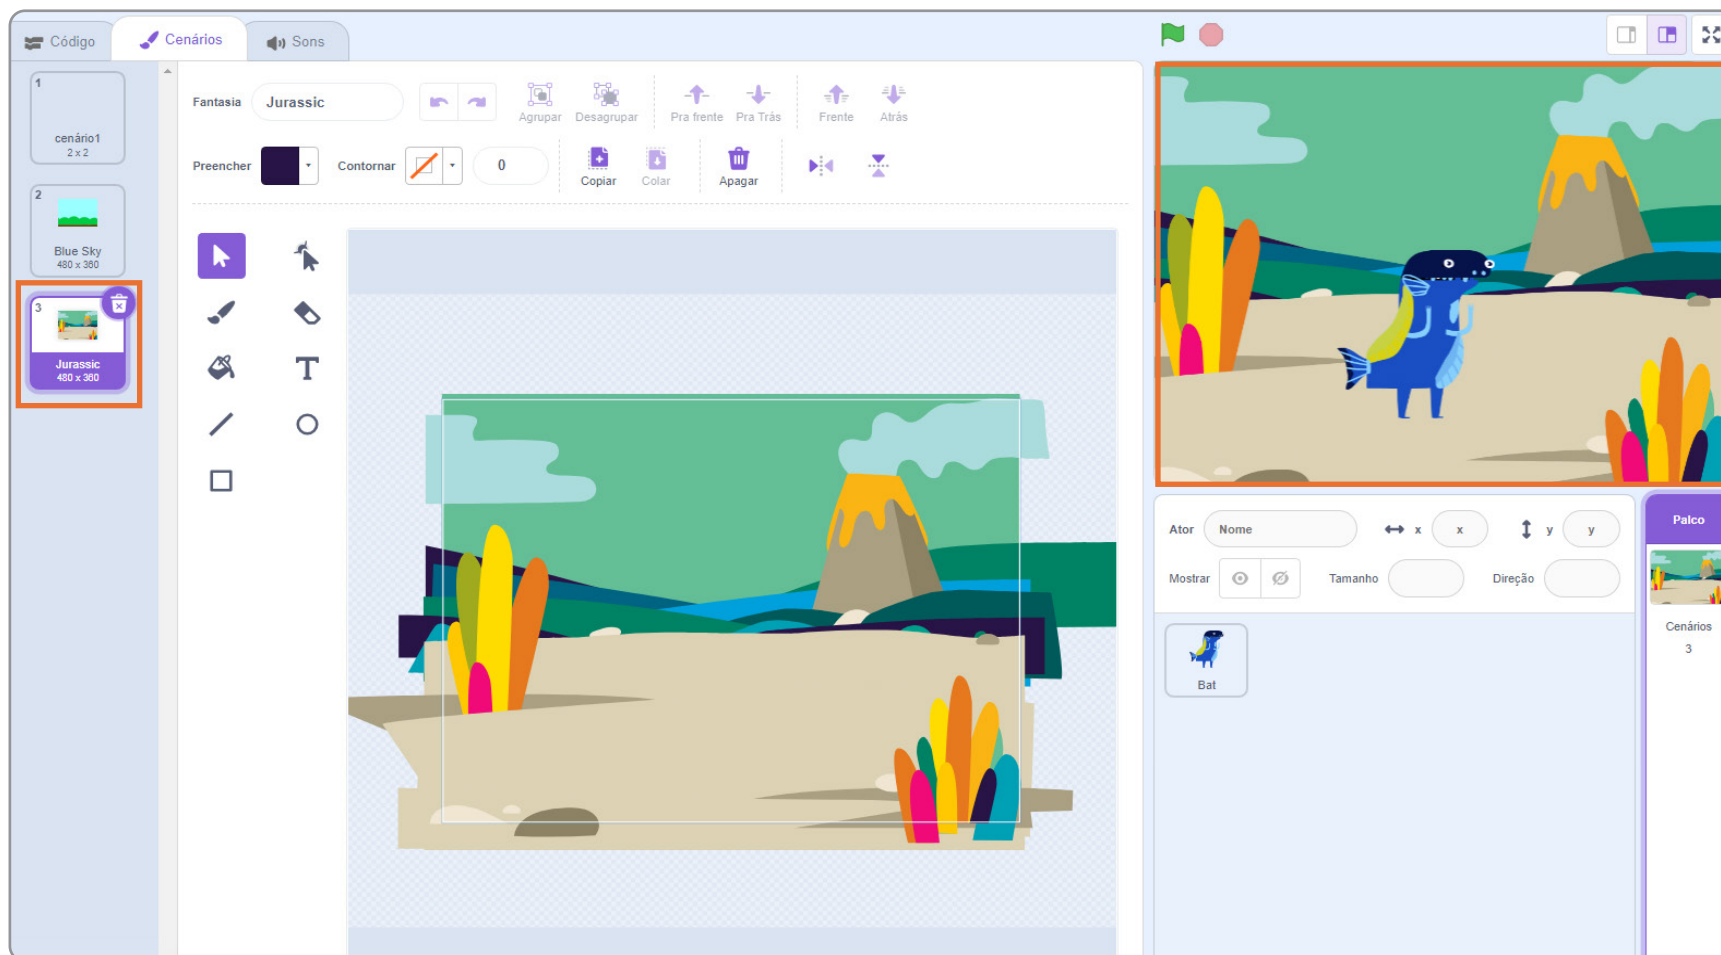 Código
Cenários
Sons
1
cenário1
2 x 2
2
Blue Sky
480 x 360
3
Jurassic
480 x 360
Fantasia
Jurassic
Agrupar
Desagrupar
Pra frente
Pra Trás
Frente
Atrás
Preencher
Contornar
0
Copiar
Colar
Apagar
T
Ator
Nome
x
x
y
y
Mostrar
Tamanho
Direção
Bat
Palco
Cenários
3